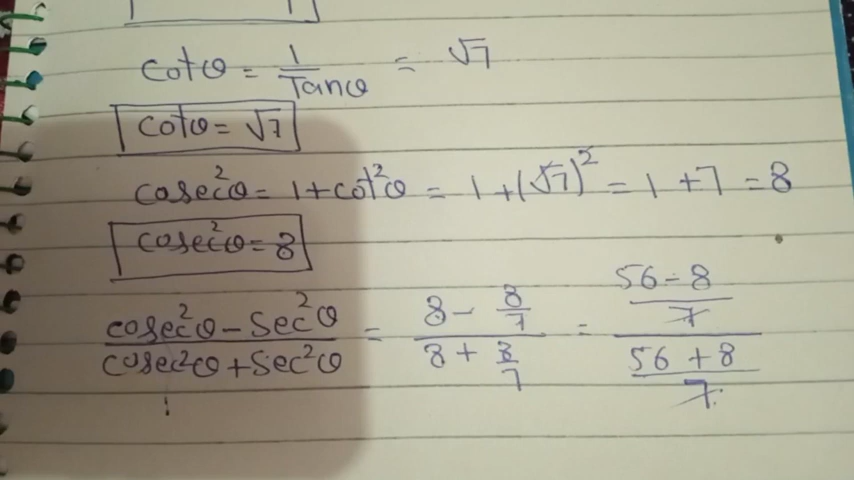 cotθ = 1/Tanθ = √7
cotθ = √7
cosec²θ = 1+cot²θ = 1+(√7)² = 1+7 = 8
cosec²θ = 8
(cosec²θ - Sec²θ)/(cosec²θ + Sec²θ) = (8 - 8/7)/(8 + 8/7) = ((56-8)/7)/((56+8)/7)